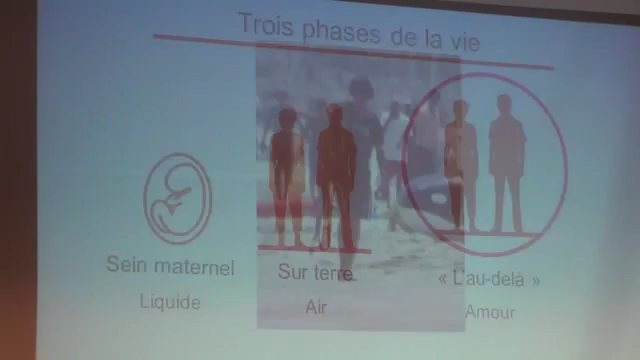 Trois phases de la vie
Sein maternel
Liquide
Sur terre
Air
« L'au-delà »
Amour